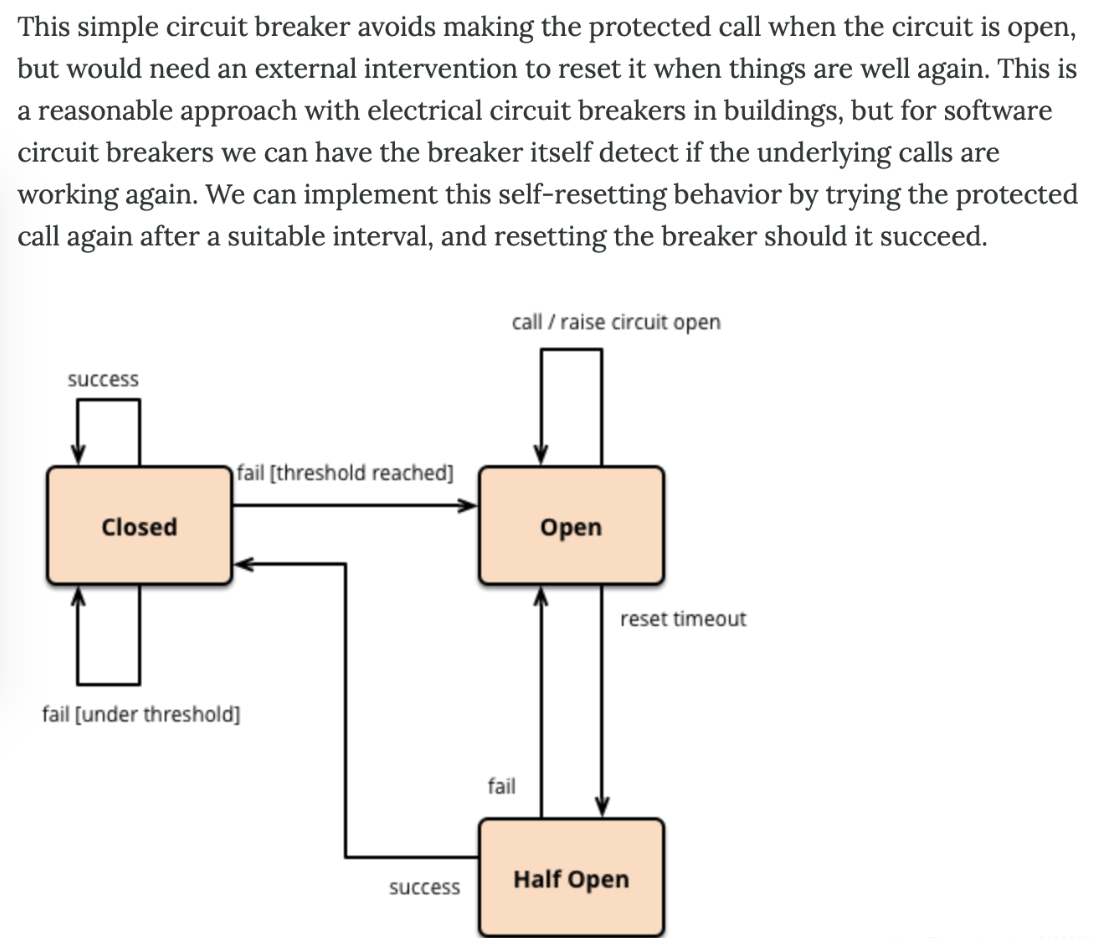 This simple circuit breaker avoids making the protected call when the circuit is open,
but would need an external intervention to reset it when things are well again. This is
a reasonable approach with electrical circuit breakers in buildings, but for software
circuit breakers we can have the breaker itself detect if the underlying calls are
working again. We can implement this self-resetting behavior by trying the protected
call again after a suitable interval, and resetting the breaker should it succeed.
call / raise circuit open
success
fail [threshold reached]
Closed
Open
reset timeout
fail [under threshold]
fail
Half Open
success